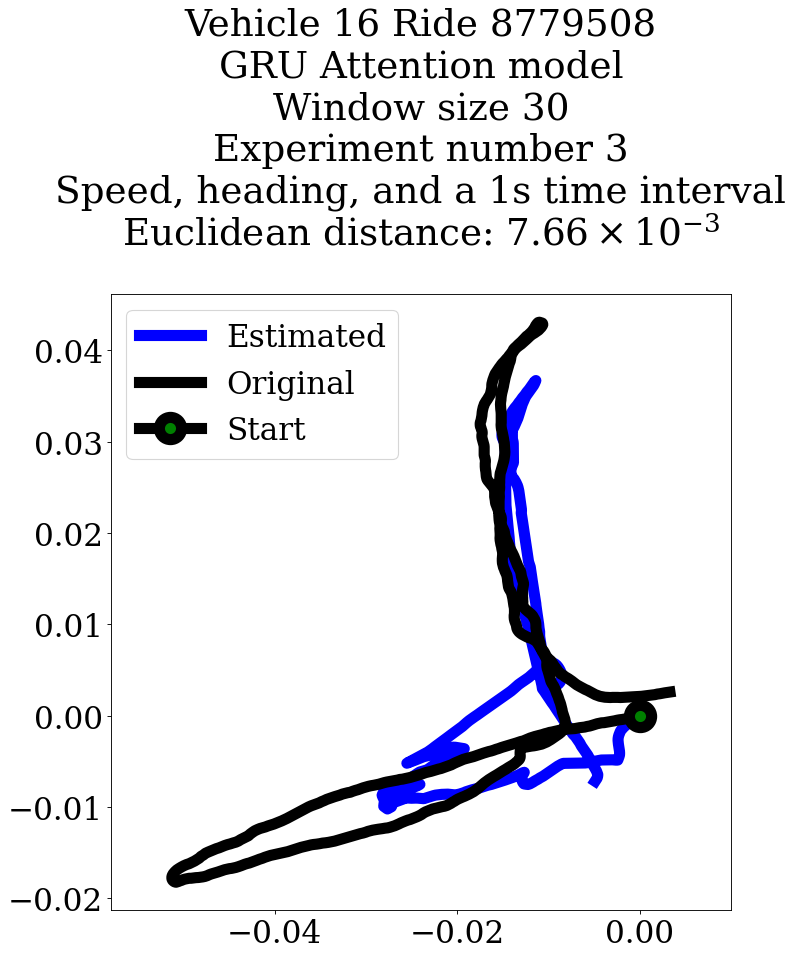 Vehicle 16 Ride 8779508
GRU Attention model
Window size 30
Experiment number 3
Speed, heading, and a 1s time interval
Euclidean distance: 7.66 × 10⁻³
Estimated
Original
Start
0.04
0.03
0.02
0.01
0.00
−0.01
−0.02
−0.04
−0.02
0.00